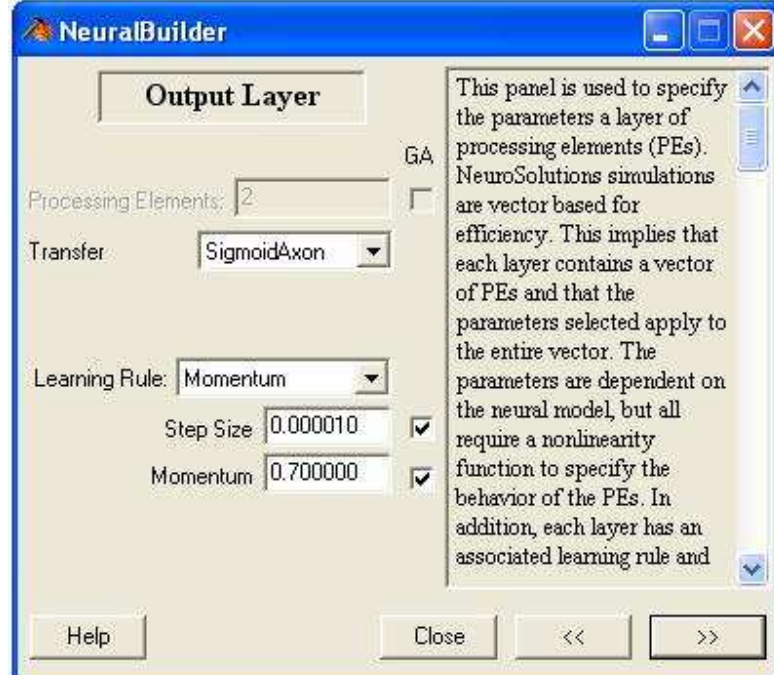 NeuralBuilder
Output Layer
GA
Processing Elements: 2
Transfer SigmoidAxon
Learning Rule: Momentum
Step Size 0.000010
Momentum 0.700000
This panel is used to specify
the parameters a layer of
processing elements (PEs).
NeuroSolutions simulations
are vector based for
efficiency. This implies that
each layer contains a vector
of PEs and that the
parameters selected apply to
the entire vector. The
parameters are dependent on
the neural model, but all
require a nonlinearity
function to specify the
behavior of the PEs. In
addition, each layer has an
associated learning rule and
Help Close << >>